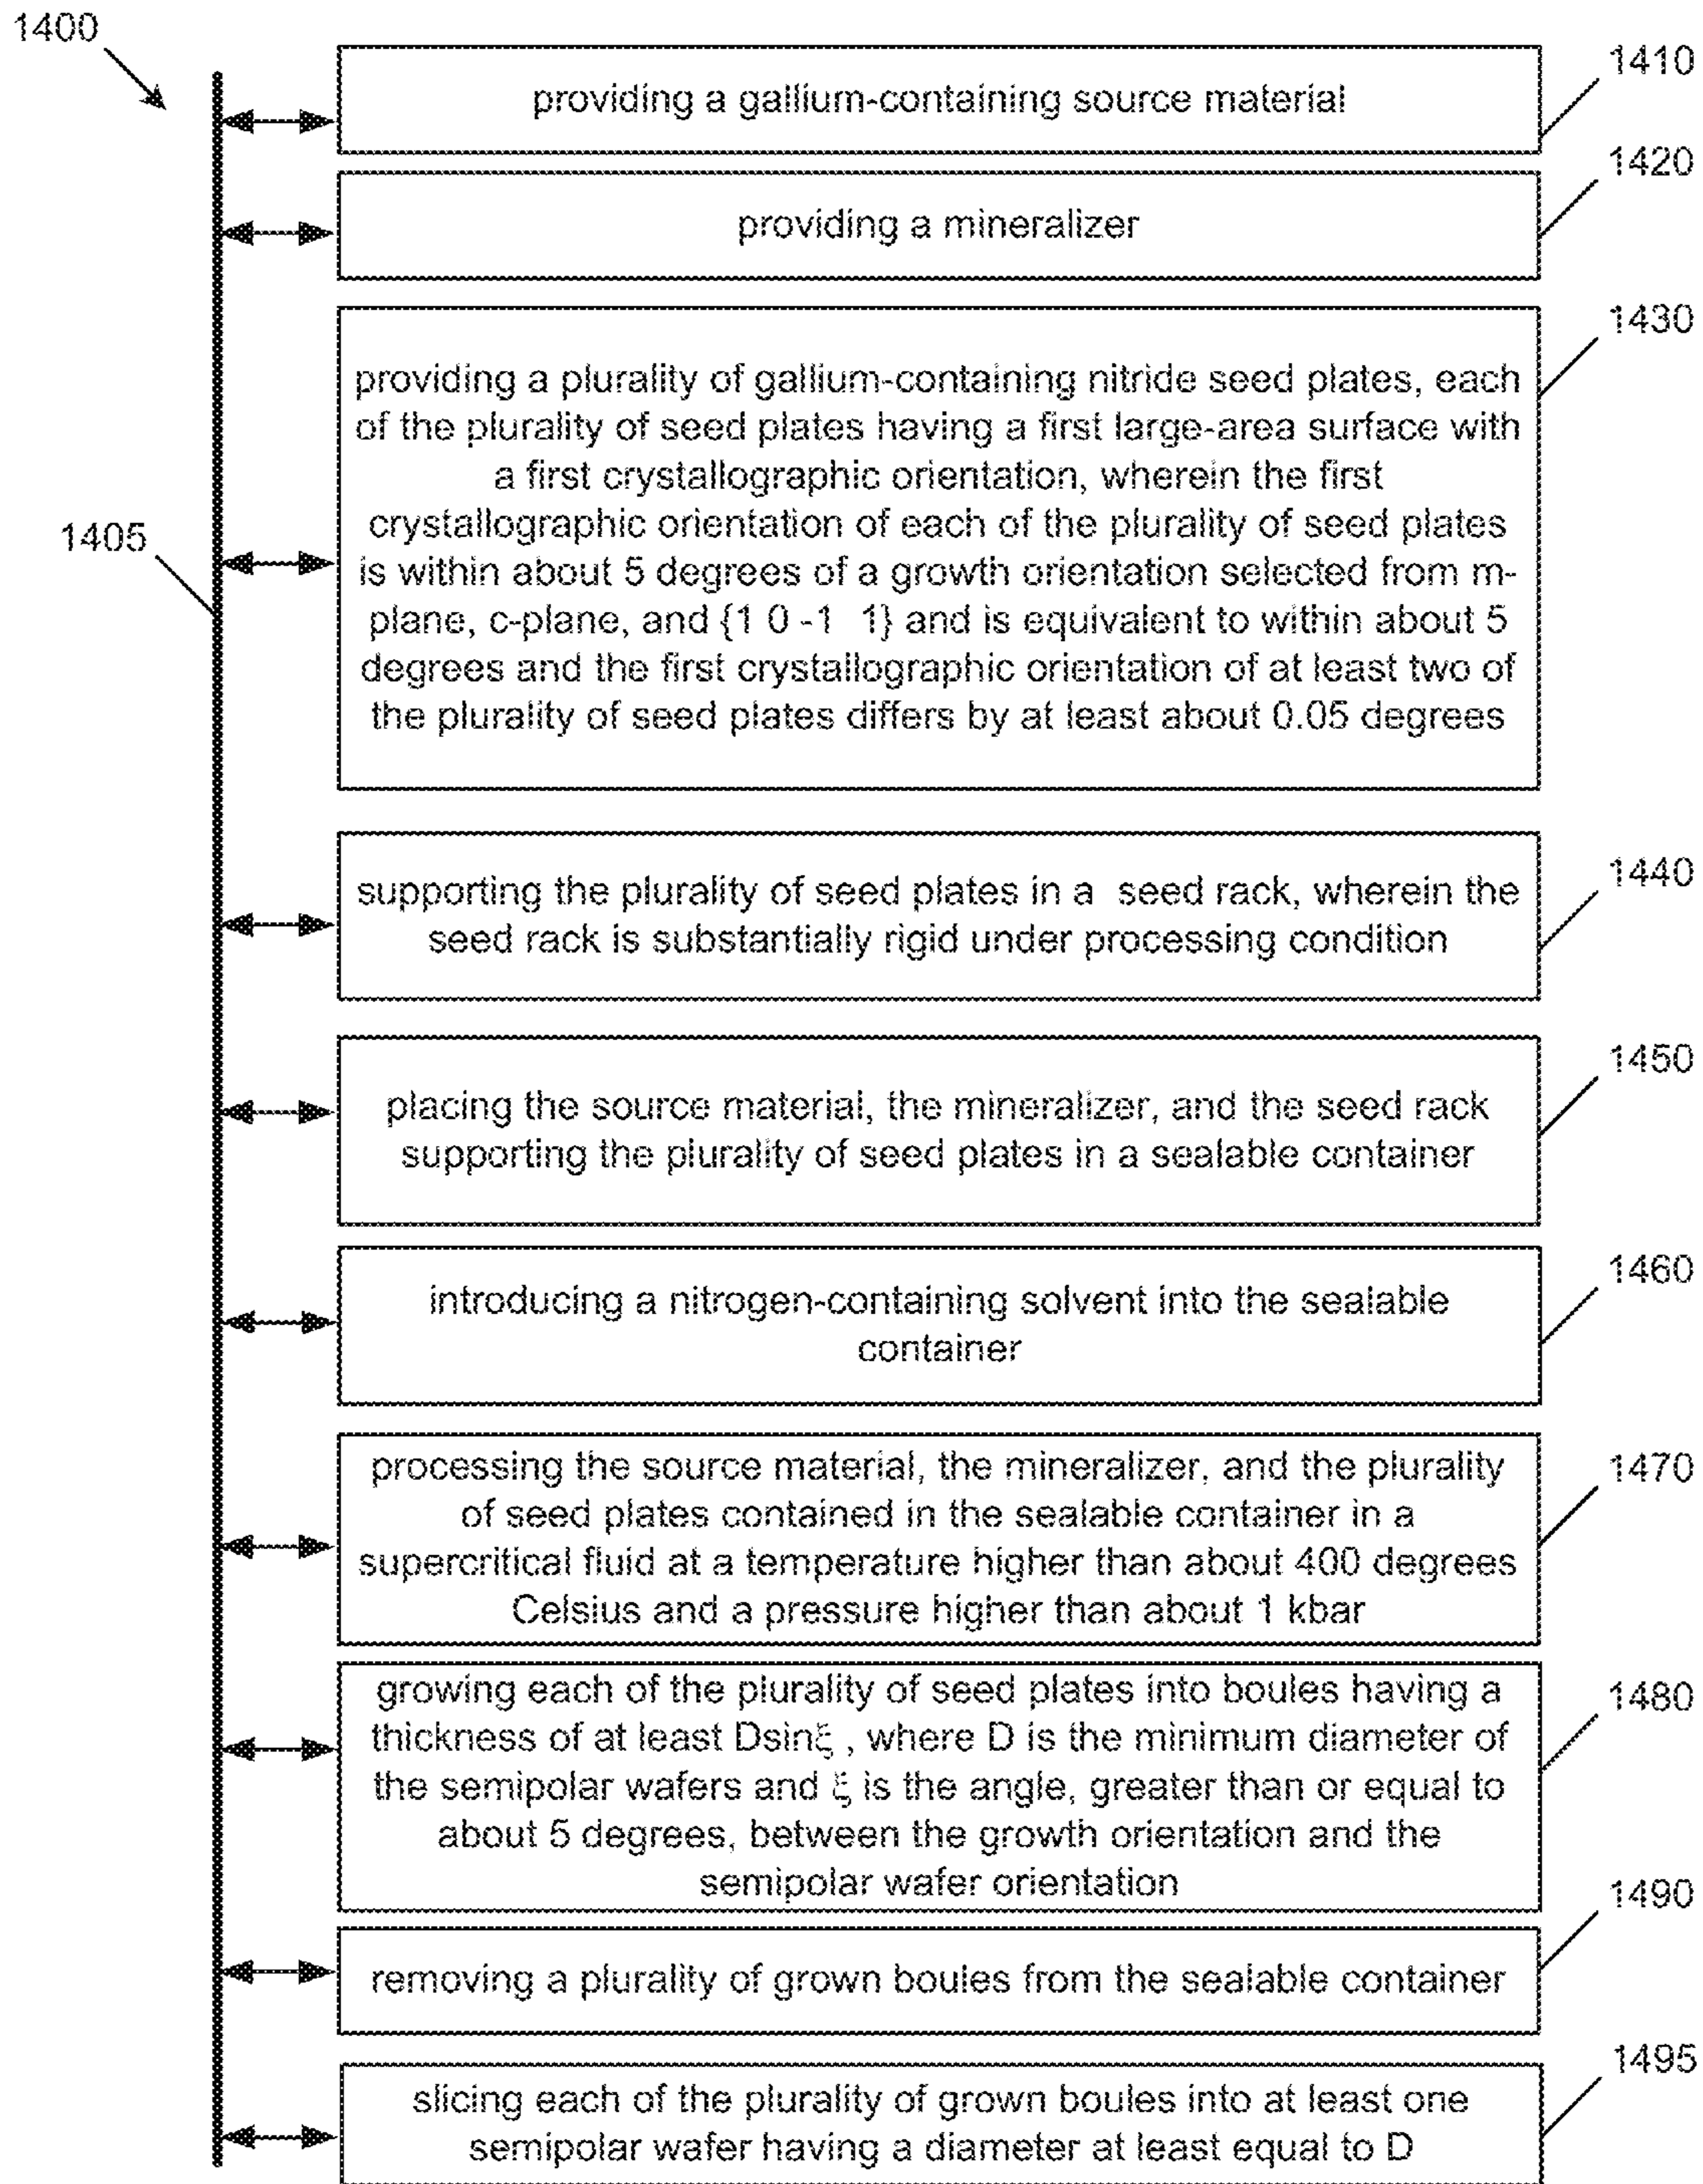 1400
1410
providing a gallium-containing source material
1420
providing a mineralizer
1430
providing a plurality of gallium-containing nitride seed plates, each
of the plurality of seed plates having a first large-area surface with
a first crystallographic orientation, wherein the first
crystallographic orientation of each of the plurality of seed plates
is within about 5 degrees of a growth orientation selected from m-
plane, c-plane, and {1 0 -1 1} and is equivalent to within about 5
degrees and the first crystallographic orientation of at least two of
the plurality of seed plates differs by at least about 0.05 degrees
1405
1440
supporting the plurality of seed plates in a seed rack, wherein the
seed rack is substantially rigid under processing condition
1450
placing the source material, the mineralizer, and the seed rack
supporting the plurality of seed plates in a sealable container
1460
introducing a nitrogen-containing solvent into the sealable
container
1470
processing the source material, the mineralizer, and the plurality
of seed plates contained in the sealable container in a
supercritical fluid at a temperature higher than about 400 degrees
Celsius and a pressure higher than about 1 kbar
1480
growing each of the plurality of seed plates into boules having a
thickness of at least Dsinξ , where D is the minimum diameter of
the semipolar wafers and ξ is the angle, greater than or equal to
about 5 degrees, between the growth orientation and the
semipolar wafer orientation
1490
removing a plurality of grown boules from the sealable container
1495
slicing each of the plurality of grown boules into at least one
semipolar wafer having a diameter at least equal to D